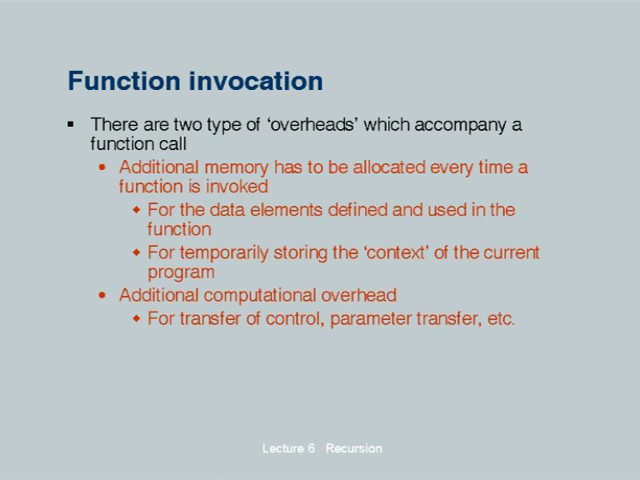 Function invocation
There are two type of ‘overheads’ which accompany a
function call
Additional memory has to be allocated every time a
function is invoked
For the data elements defined and used in the
function
For temporarily storing the ‘context’ of the current
program
Additional computational overhead
For transfer of control, parameter transfer, etc.
Lecture 6 Recursion